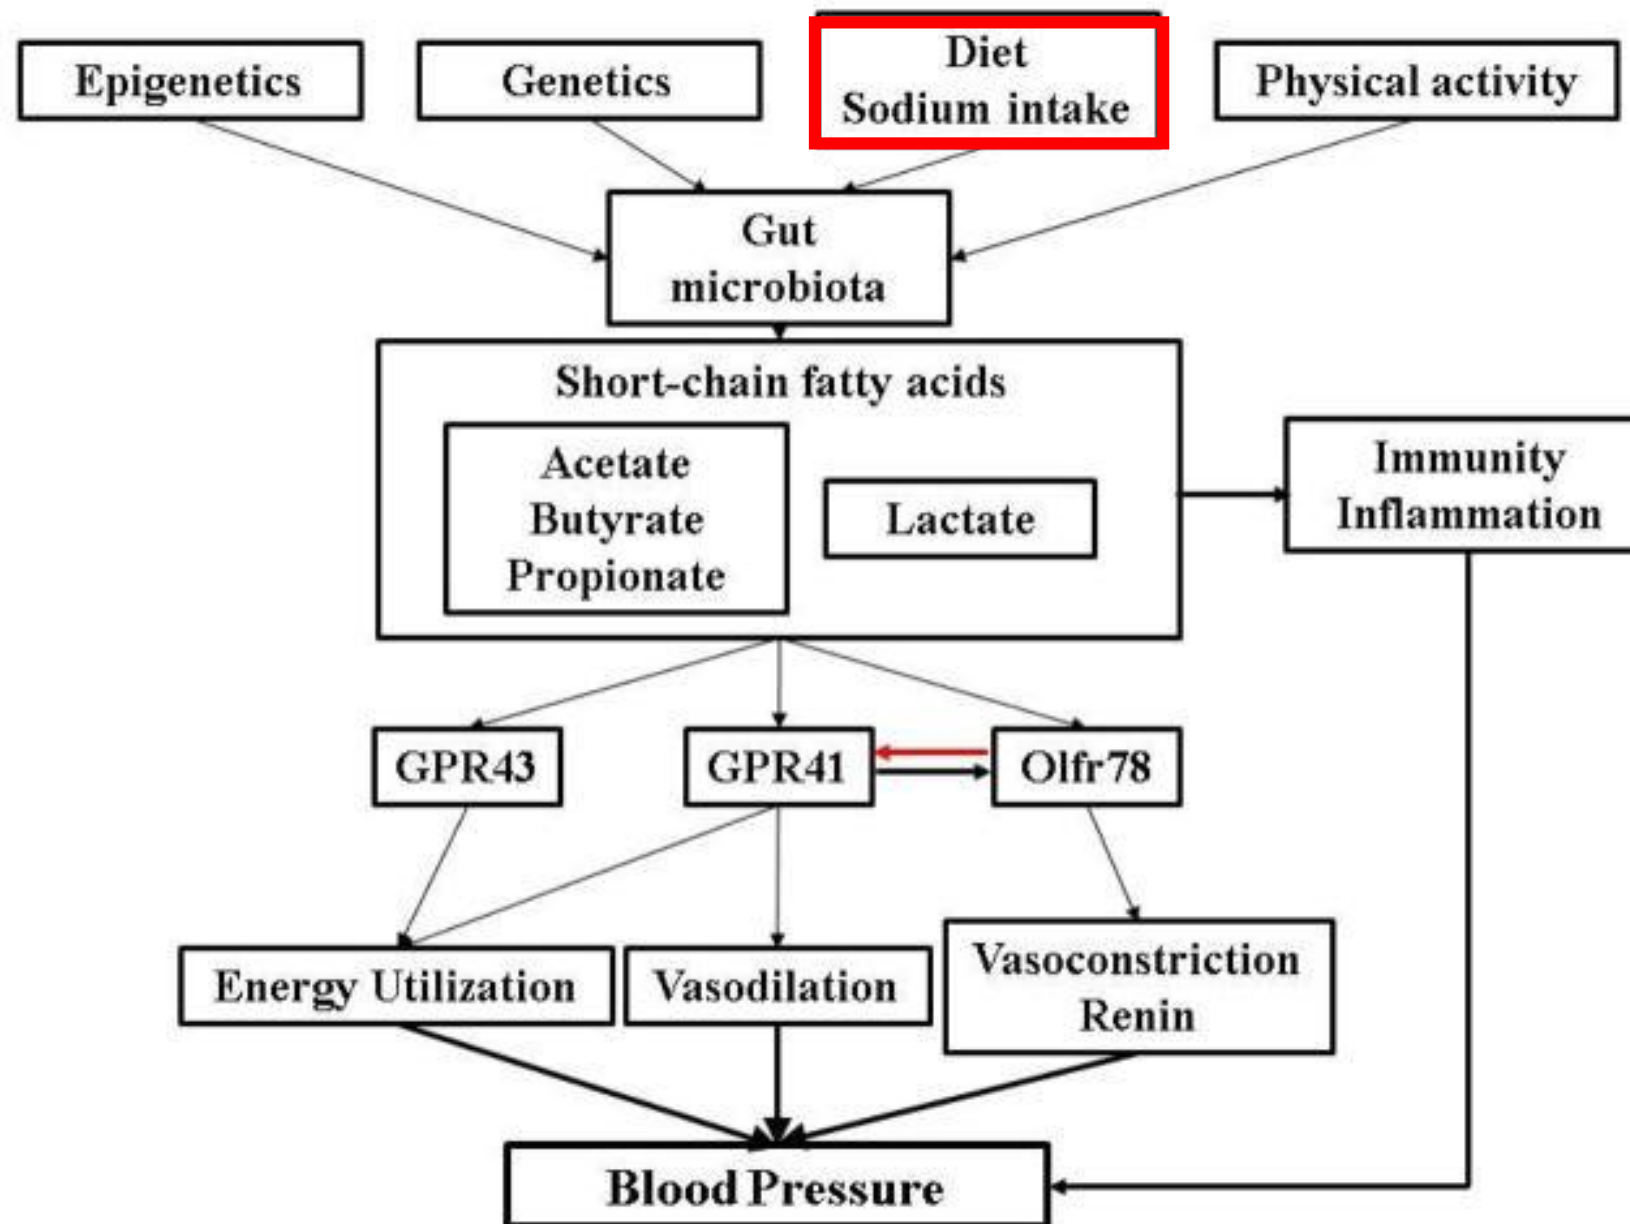 Epigenetics
Genetics
Diet
Sodium intake
Physical activity
Gut
microbiota
Short-chain fatty acids
Acetate
Butyrate
Propionate
Lactate
Immunity
Inflammation
GPR43
GPR41
Olfr78
Energy Utilization
Vasodilation
Vasoconstriction
Renin
Blood Pressure